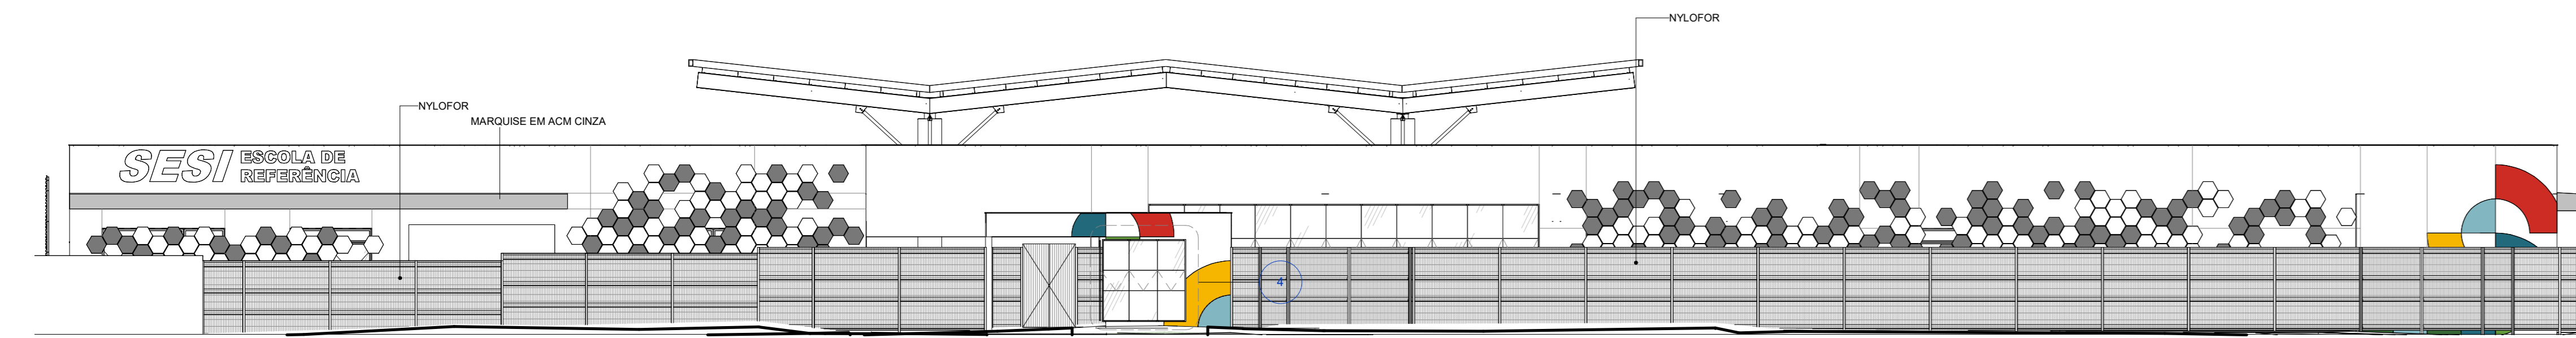 NYLOFOR
NYLOFOR
MARQUISE EM ACM CINZA
SESI ESCOLA DE
REFERÊNCIA
4